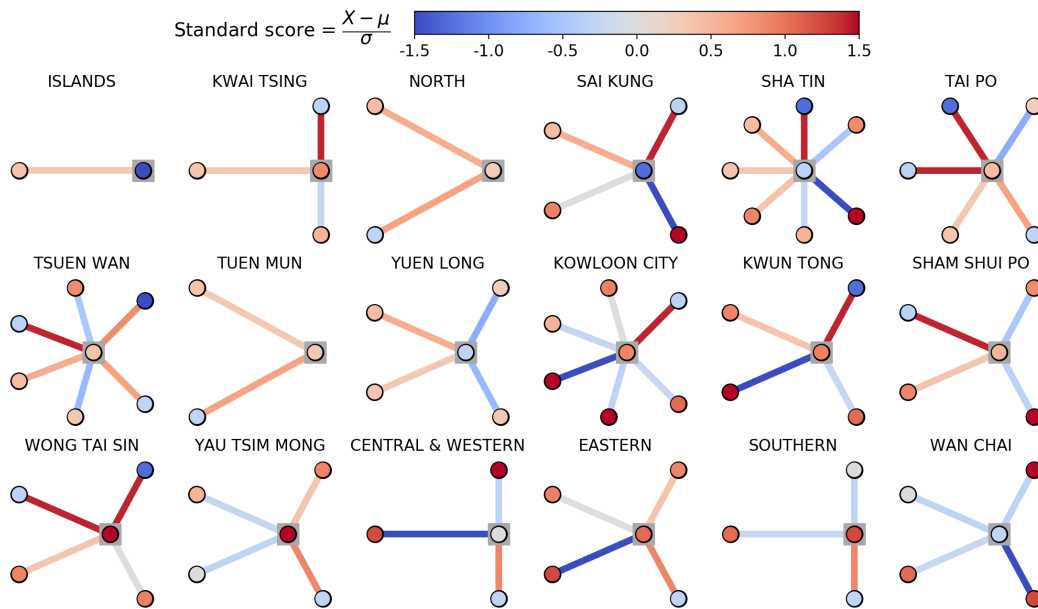 Standard score = X − μ / σ
-1.5 -1.0 -0.5 0.0 0.5 1.0 1.5
ISLANDS KWAI TSING NORTH SAI KUNG SHA TIN TAI PO
TSUEN WAN TUEN MUN YUEN LONG KOWLOON CITY KWUN TONG SHAM SHUI PO
WONG TAI SIN YAU TSIM MONG CENTRAL & WESTERN EASTERN SOUTHERN WAN CHAI